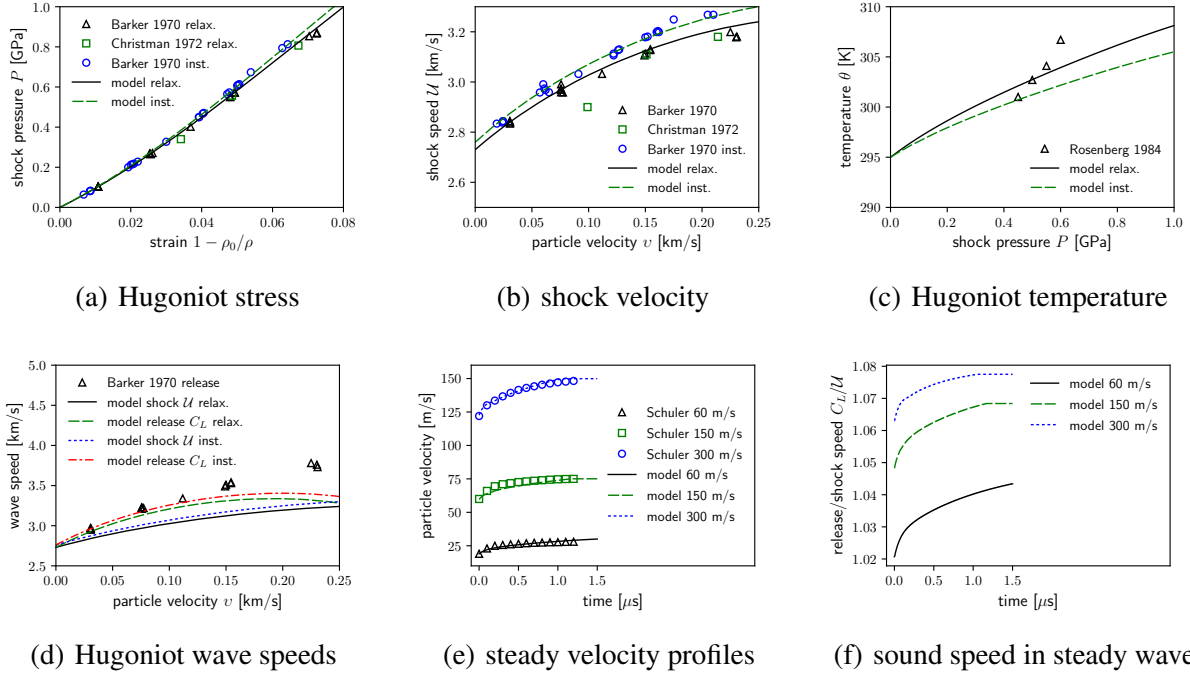 shock pressure P [GPa]
1.0
0.8
0.6
0.4
0.2
0.0
Barker 1970 relax.
Christman 1972 relax.
Barker 1970 inst.
model relax.
model inst.
0.00 0.02 0.04 0.06 0.08
strain 1 − ρ₀/ρ
(a) Hugoniot stress
shock speed 𝒰 [km/s]
3.2
3.0
2.8
2.6
Barker 1970
Christman 1972
Barker 1970 inst.
model relax.
model inst.
0.00 0.05 0.10 0.15 0.20 0.25
particle velocity υ [km/s]
(b) shock velocity
temperature θ [K]
310
305
300
295
290
Rosenberg 1984
model relax.
model inst.
0.0 0.2 0.4 0.6 0.8 1.0
shock pressure P [GPa]
(c) Hugoniot temperature
wave speed [km/s]
5.0
4.5
4.0
3.5
3.0
2.5
Barker 1970 release
model shock 𝒰 relax.
model release C_L relax.
model shock 𝒰 inst.
model release C_L inst.
0.00 0.05 0.10 0.15 0.20 0.25
particle velocity υ [km/s]
(d) Hugoniot wave speeds
particle velocity [m/s]
150
125
100
75
50
25
Schuler 60 m/s
Schuler 150 m/s
Schuler 300 m/s
model 60 m/s
model 150 m/s
model 300 m/s
0.0 0.5 1.0 1.5
time [μs]
(e) steady velocity profiles
release/shock speed C_L/𝒰
1.08
1.07
1.06
1.05
1.04
1.03
1.02
model 60 m/s
model 150 m/s
model 300 m/s
0.0 0.5 1.0 1.5
time [μs]
(f) sound speed in steady wave